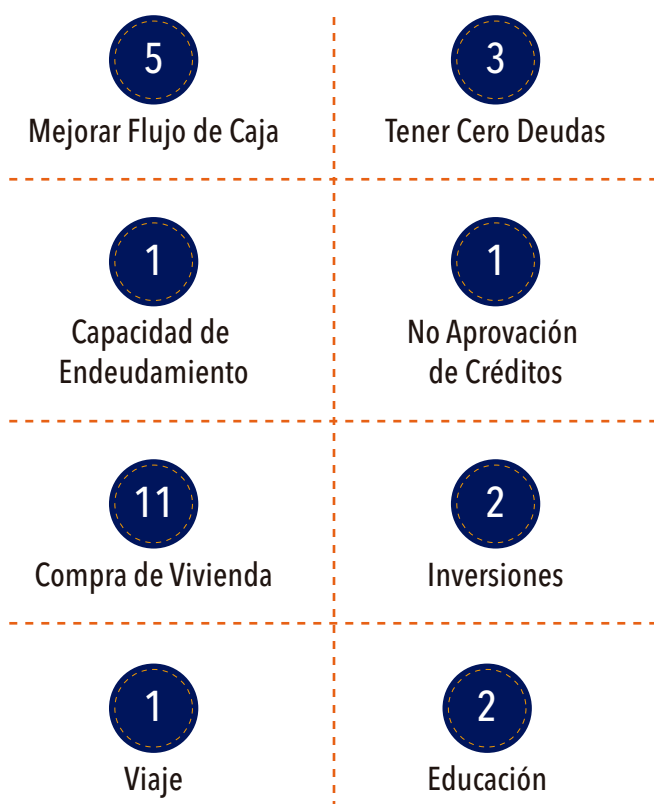 5
Mejorar Flujo de Caja
3
Tener Cero Deudas
1
Capacidad de
Endeudamiento
1
No Aprovación
de Créditos
11
Compra de Vivienda
2
Inversiones
1
Viaje
2
Educación